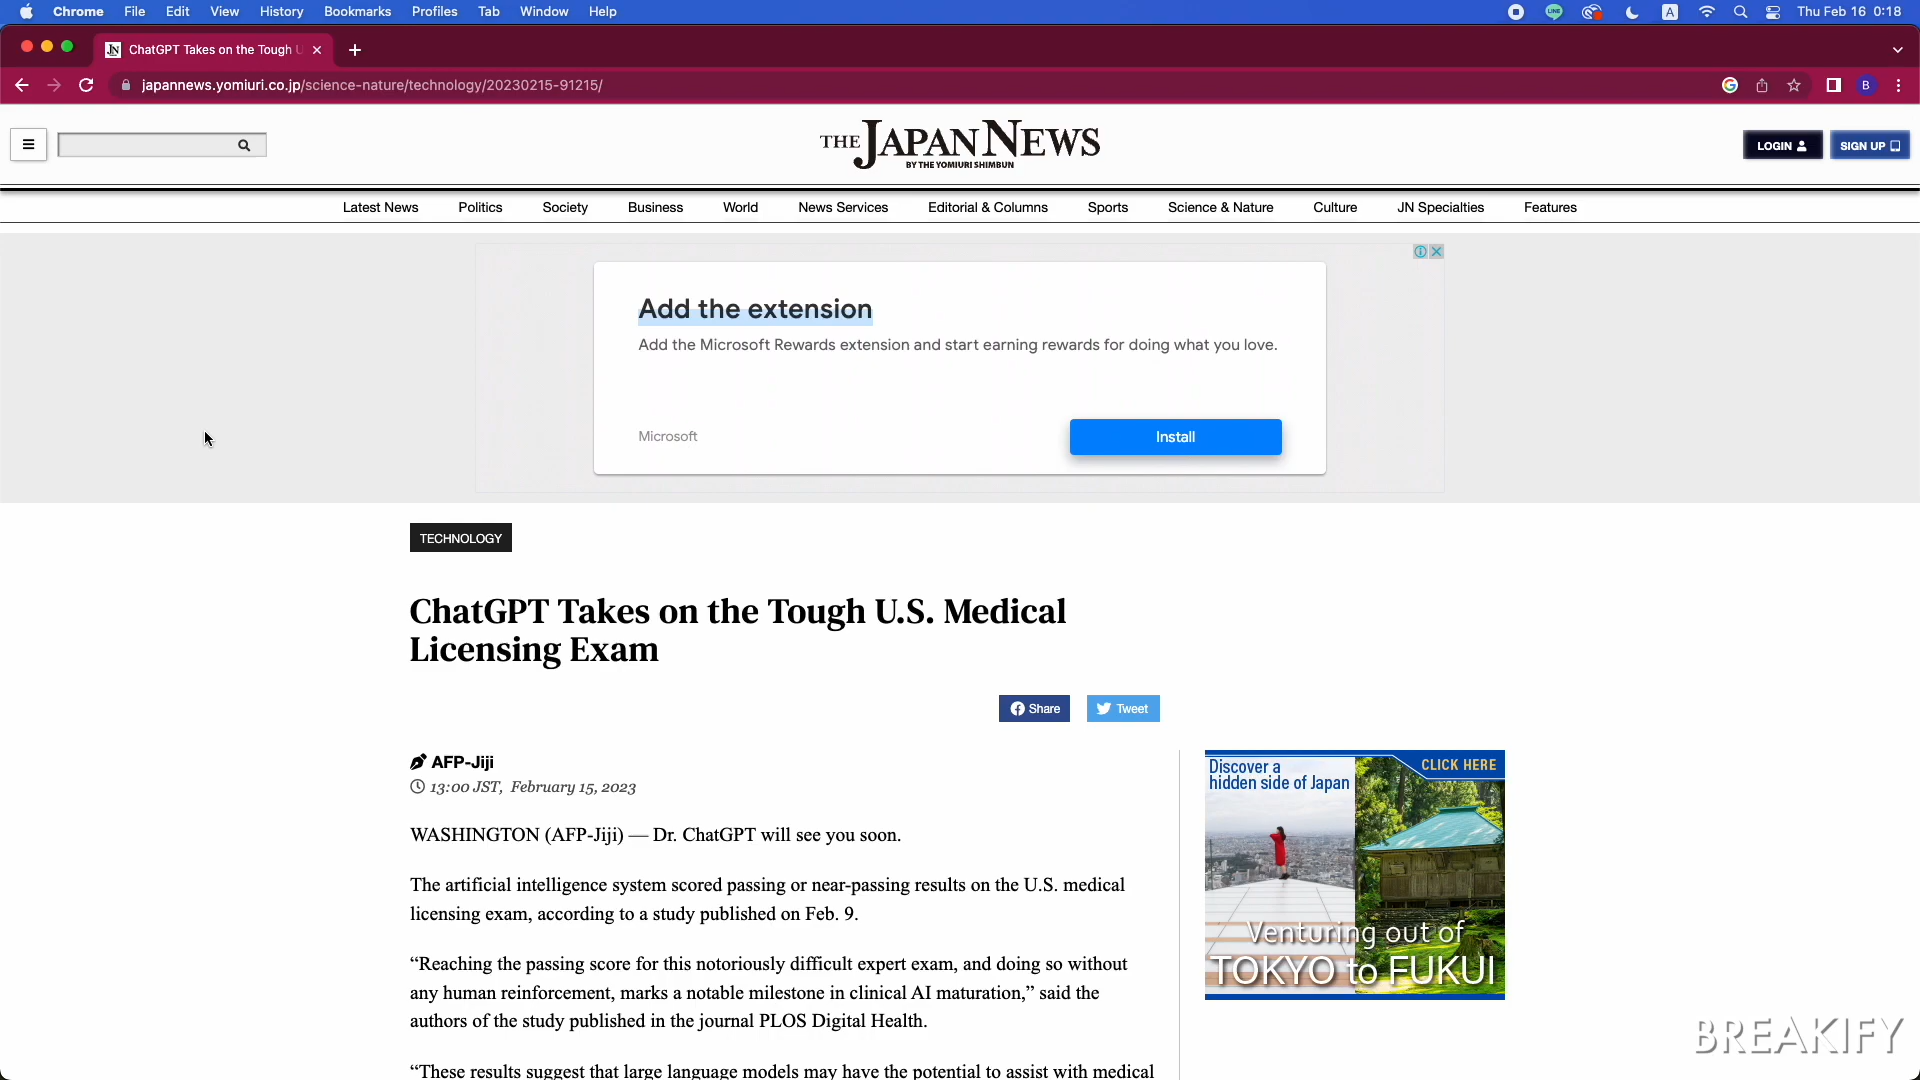 Chrome File Edit View History Bookmarks Profiles Tab Window Help LINE A Thu Feb 16 0:18
JN ChatGPT Takes on the Tough U
japannews.yomiuri.co.jp/science-nature/technology/20230215-91215/ B
THE JAPAN NEWS
BY THE YOMIURI SHIMBUN
LOGIN SIGN UP
Latest News Politics Society Business World News Services Editorial & Columns Sports Science & Nature Culture JN Specialties Features
Add the extension
Add the Microsoft Rewards extension and start earning rewards for doing what you love.
Microsoft Install
TECHNOLOGY
ChatGPT Takes on the Tough U.S. Medical
Licensing Exam
Share Tweet
AFP-Jiji
13:00 JST, February 15, 2023
WASHINGTON (AFP-Jiji) — Dr. ChatGPT will see you soon.
The artificial intelligence system scored passing or near-passing results on the U.S. medical
licensing exam, according to a study published on Feb. 9.
“Reaching the passing score for this notoriously difficult expert exam, and doing so without
any human reinforcement, marks a notable milestone in clinical AI maturation,” said the
authors of the study published in the journal PLOS Digital Health.
“These results suggest that large language models may have the potential to assist with medical
Discover a
hidden side of Japan
CLICK HERE
Venturing out of
TOKYO to FUKUI
BREAKIFY